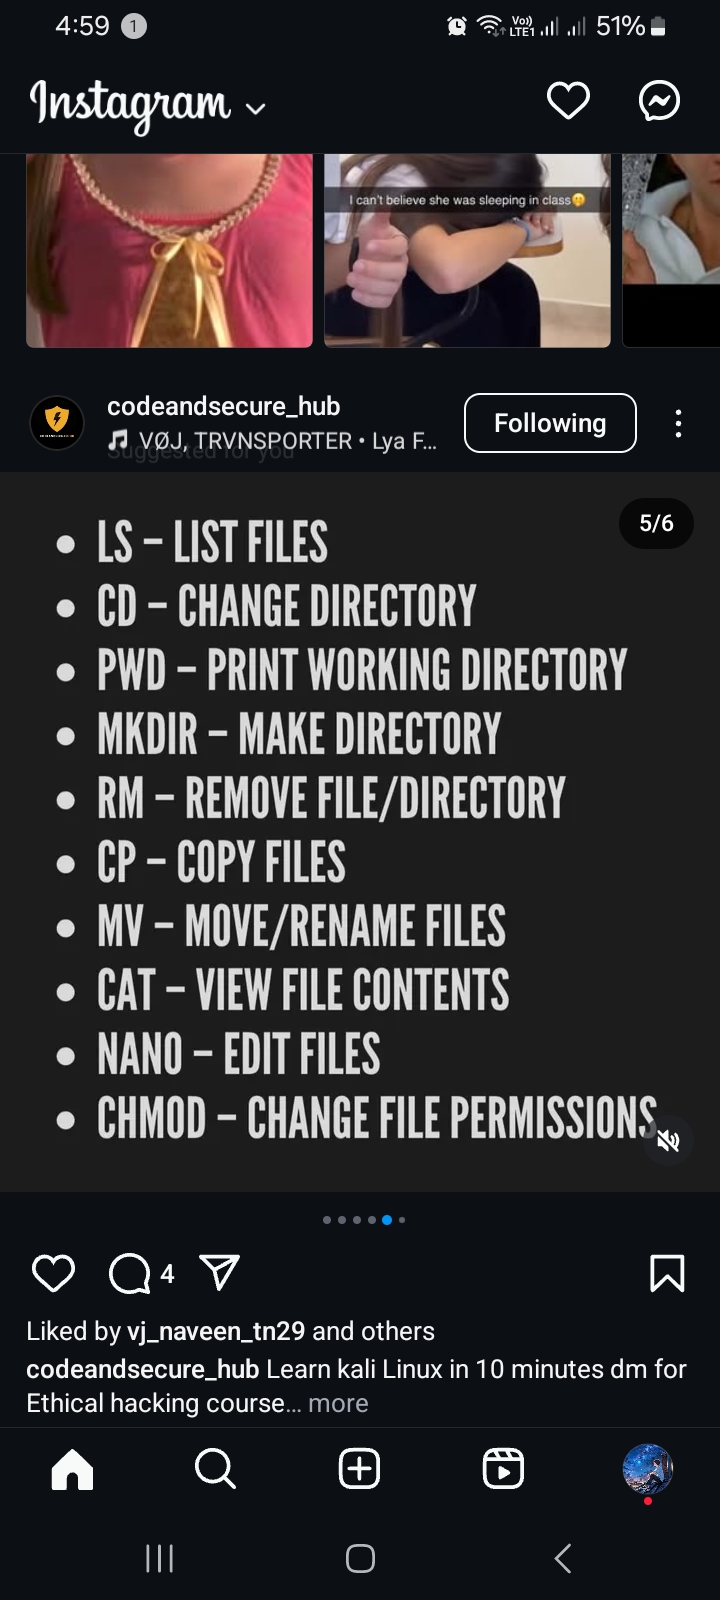 4:59 1 Vo)) LTE1 51%
Instagram
I can't believe she was sleeping in class🤭
codeandsecure_hub
VØJ, TRVNSPORTER • Lya F...
Suggested for you
Following
5/6
• LS – LIST FILES
• CD – CHANGE DIRECTORY
• PWD – PRINT WORKING DIRECTORY
• MKDIR – MAKE DIRECTORY
• RM – REMOVE FILE/DIRECTORY
• CP – COPY FILES
• MV – MOVE/RENAME FILES
• CAT – VIEW FILE CONTENTS
• NANO – EDIT FILES
• CHMOD – CHANGE FILE PERMISSIONS
4
Liked by vj_naveen_tn29 and others
codeandsecure_hub Learn kali Linux in 10 minutes dm for
Ethical hacking course... more